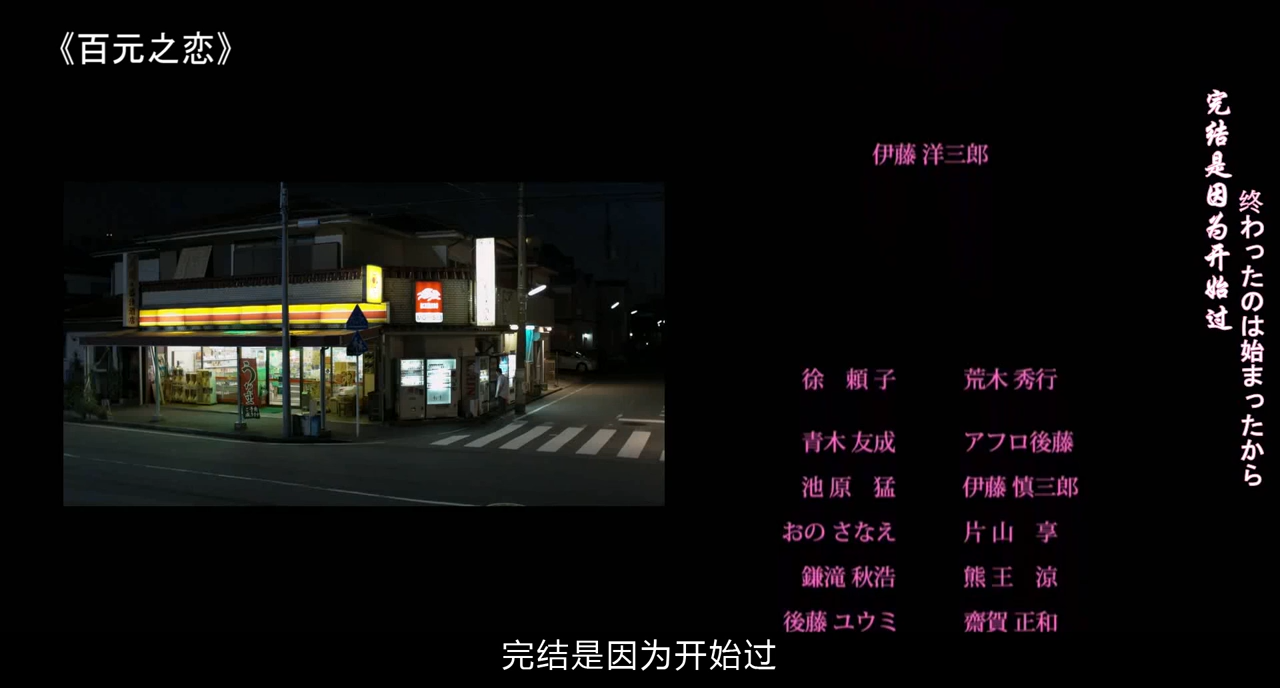 《百元之恋》
伊藤 洋三郎
徐　頼子
荒木 秀行
青木 友成
アフロ後藤
池原　猛
伊藤 慎三郎
おの さなえ
片山　享
鎌滝 秋浩
熊王　涼
後藤 ユウミ
齋賀 正和
终わったのは始まったから
完结是因为开始过
完结是因为开始过